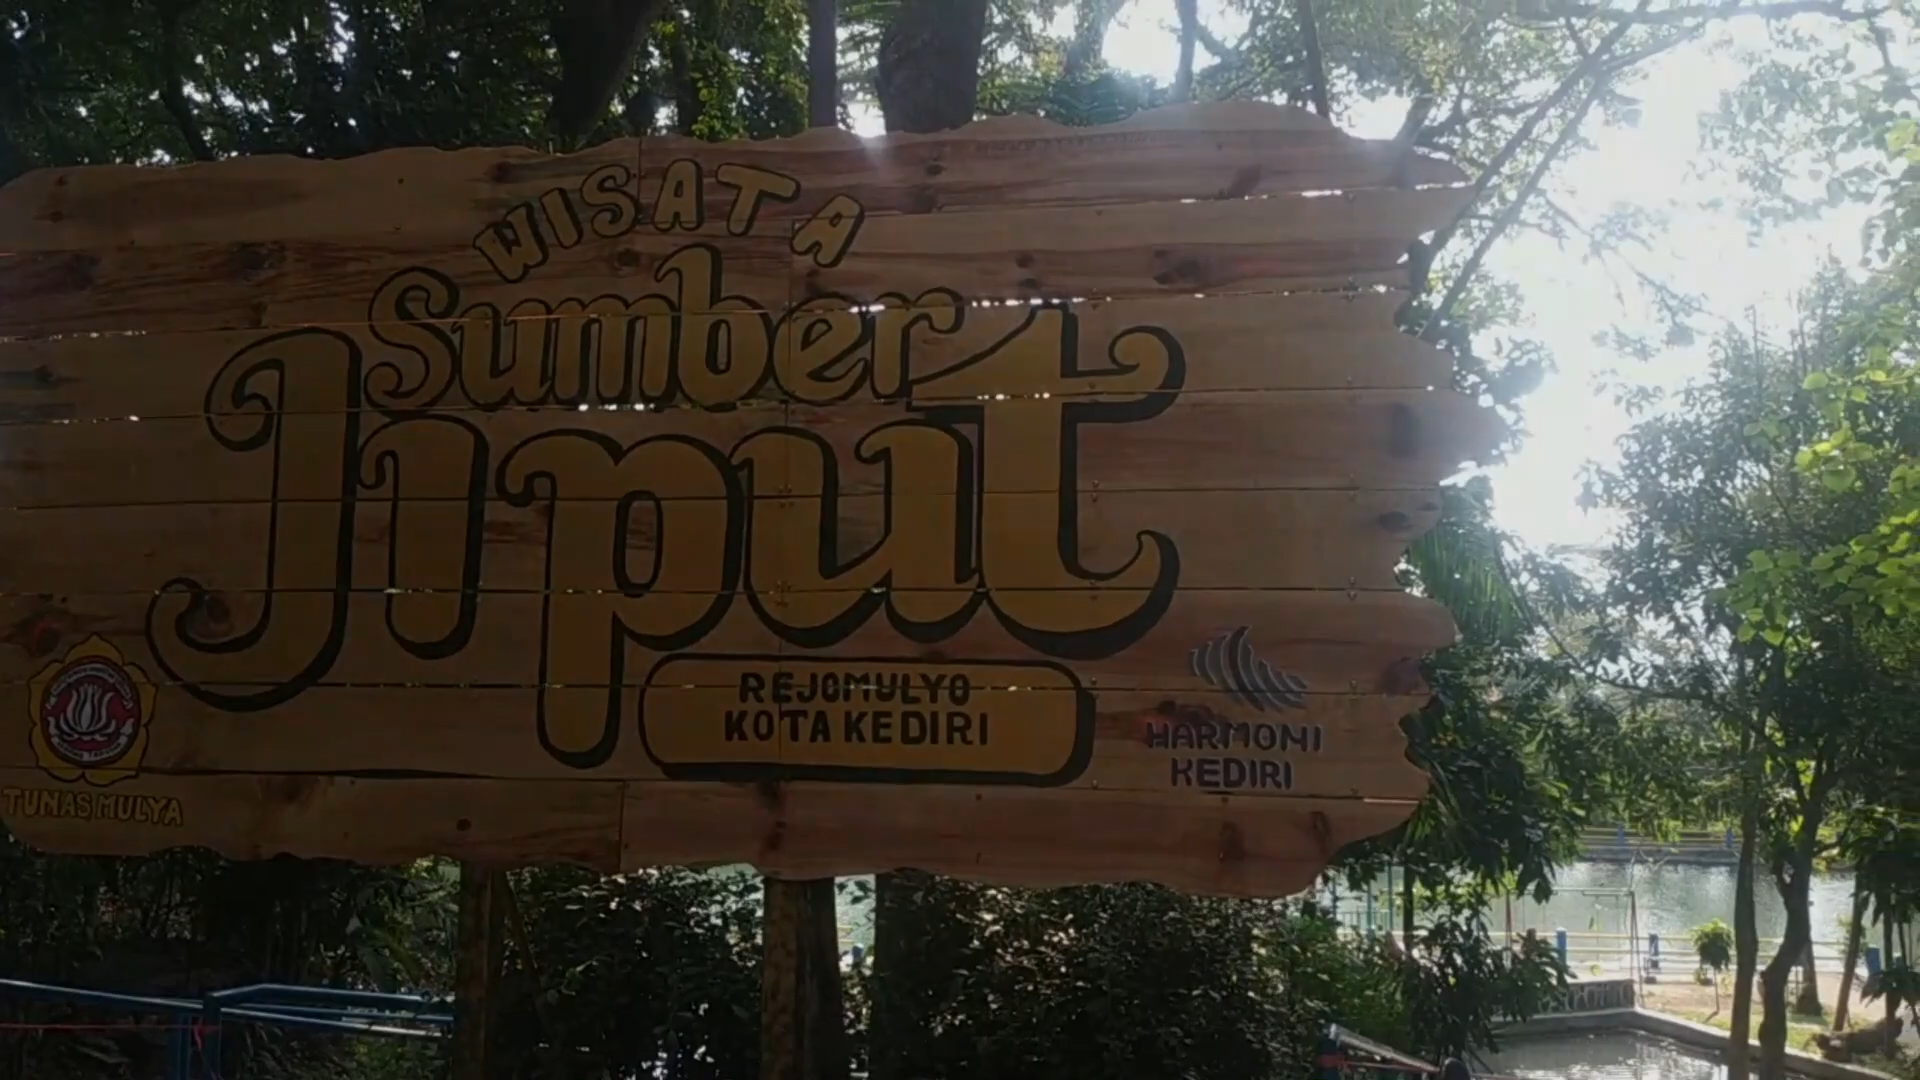 WISATA
Sumber
Jiput
REJOMULYO
KOTA KEDIRI
HARMONI
KEDIRI
TUNAS MULYA